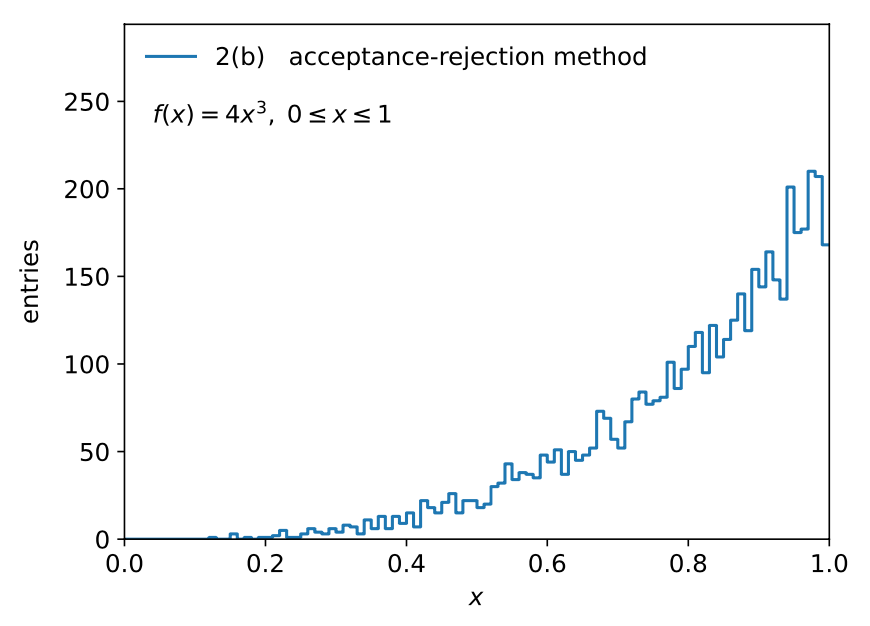 2(b) acceptance-rejection method
f(x) = 4x³, 0 ≤ x ≤ 1
250
200
150
100
50
0
entries
0.0 0.2 0.4 0.6 0.8 1.0
x